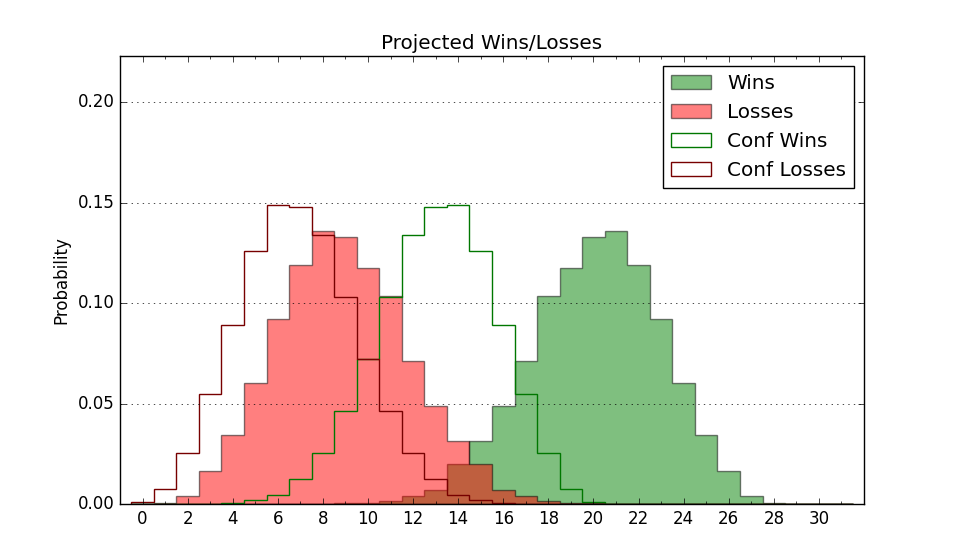 Projected Wins/Losses
Wins
Losses
Conf Wins
Conf Losses
Probability
0.20
0.15
0.10
0.05
0.00
0 2 4 6 8 10 12 14 16 18 20 22 24 26 28 30